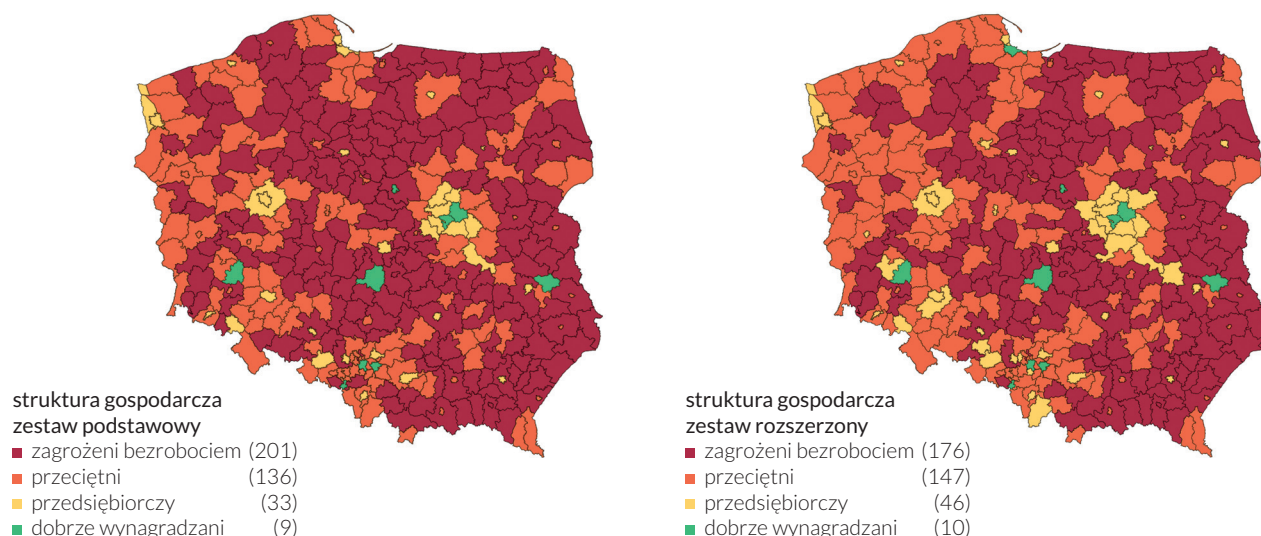 struktura gospodarcza
zestaw podstawowy
zagrożeni bezrobociem (201)
przeciętni (136)
przedsiębiorczy (33)
dobrze wynagradzani (9)
struktura gospodarcza
zestaw rozszerzony
zagrożeni bezrobociem (176)
przeciętni (147)
przedsiębiorczy (46)
dobrze wynagradzani (10)